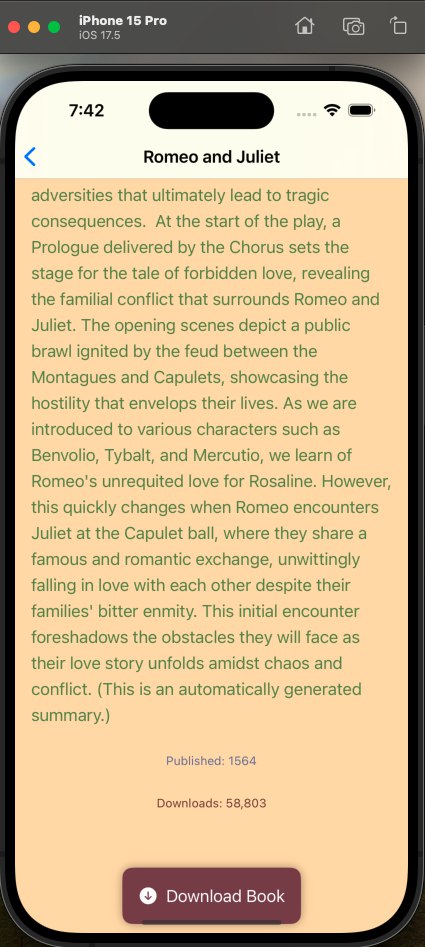 iPhone 15 Pro
iOS 17.5
7:42
Romeo and Juliet
adversities that ultimately lead to tragic
consequences.  At the start of the play, a
Prologue delivered by the Chorus sets the
stage for the tale of forbidden love, revealing
the familial conflict that surrounds Romeo and
Juliet. The opening scenes depict a public
brawl ignited by the feud between the
Montagues and Capulets, showcasing the
hostility that envelops their lives. As we are
introduced to various characters such as
Benvolio, Tybalt, and Mercutio, we learn of
Romeo's unrequited love for Rosaline. However,
this quickly changes when Romeo encounters
Juliet at the Capulet ball, where they share a
famous and romantic exchange, unwittingly
falling in love with each other despite their
families' bitter enmity. This initial encounter
foreshadows the obstacles they will face as
their love story unfolds amidst chaos and
conflict. (This is an automatically generated
summary.)
Published: 1564
Downloads: 58,803
Download Book